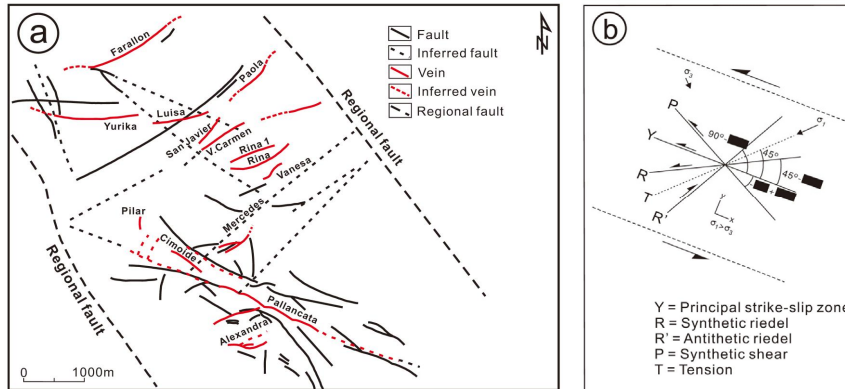 a
Farallon
Paola
Luisa
Yurika
San Javier
V.Carmen
Rina 1
Rina
Vanesa
Mercedes
Pilar
Cimoide
Pallancata
Alexandra
Regional fault
Regional fault
0 1000m
Fault
Inferred fault
Vein
Inferred vein
Regional fault
N
b
σ3
σ1
P
Y
R
T
R'
90°-
45°
45°-
+
y
x
σ1>σ3
Y = Principal strike-slip zone
R = Synthetic riedel
R' = Antithetic riedel
P = Synthetic shear
T = Tension